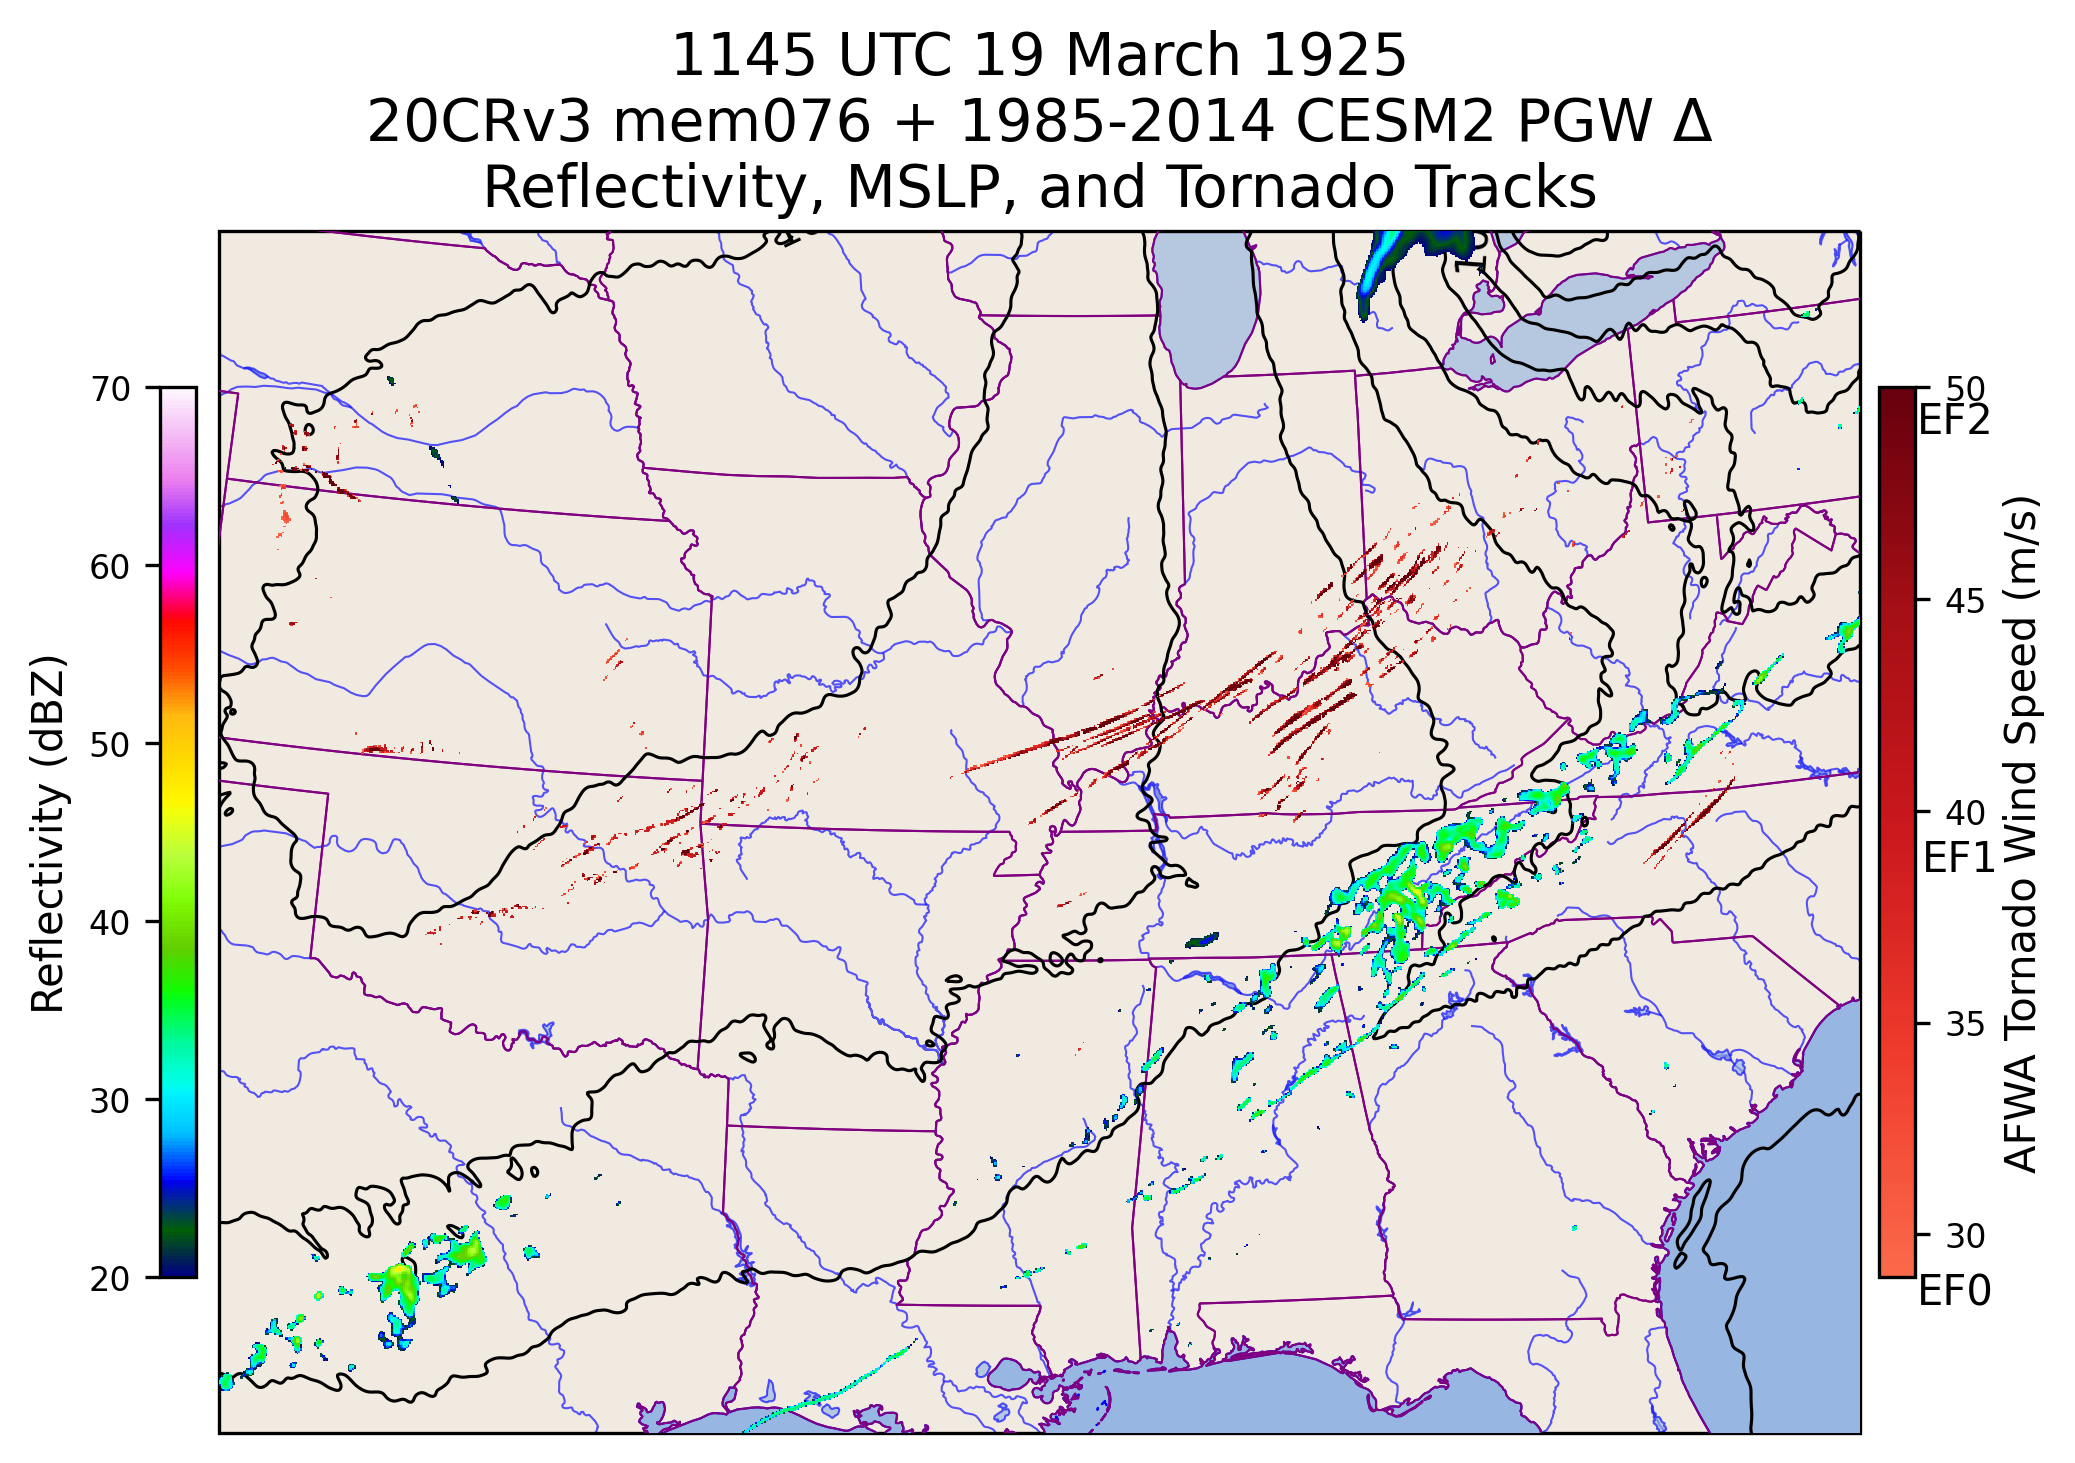 1145 UTC 19 March 1925
20CRv3 mem076 + 1985-2014 CESM2 PGW Δ
Reflectivity, MSLP, and Tornado Tracks
70
60
50
40
30
20
Reflectivity (dBZ)
50
EF2
45
40
EF1
35
30
EF0
AFWA Tornado Wind Speed (m/s)